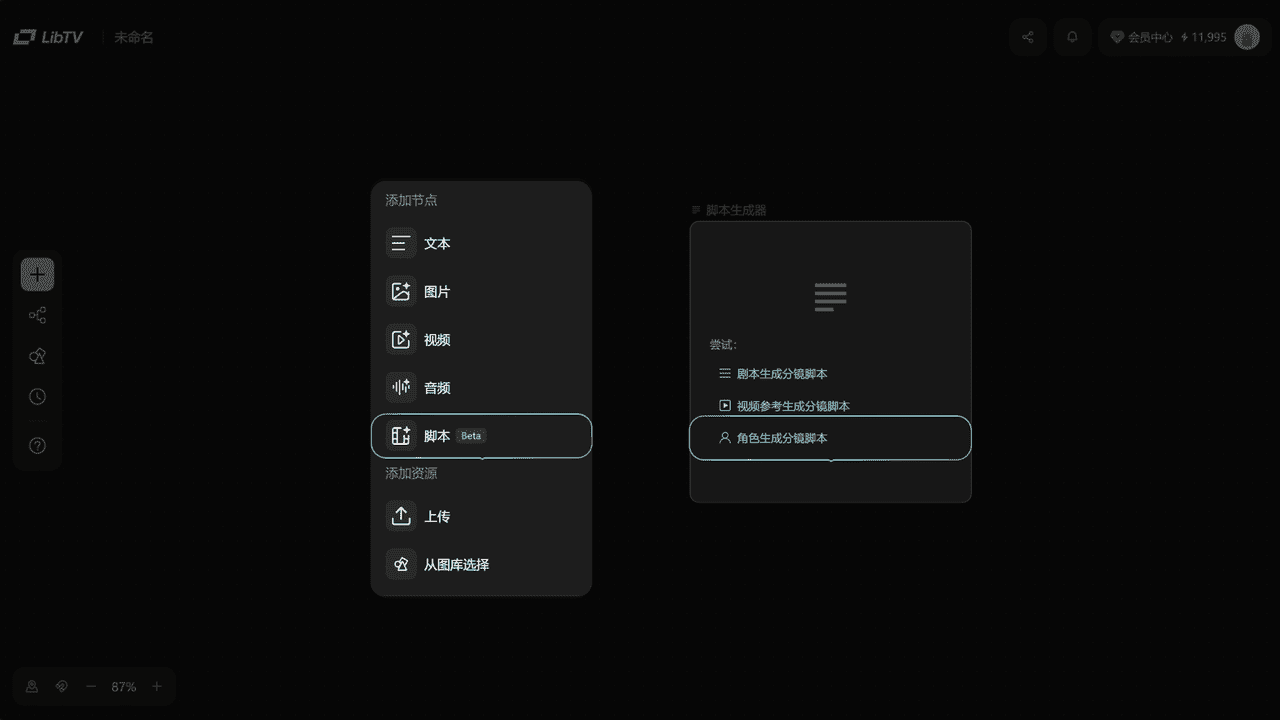 LibTV
未命名
会员中心
11,995
添加节点
文本
图片
视频
音频
脚本 Beta
添加资源
上传
从图库选择
脚本生成器
尝试:
剧本生成分镜脚本
视频参考生成分镜脚本
角色生成分镜脚本
87%